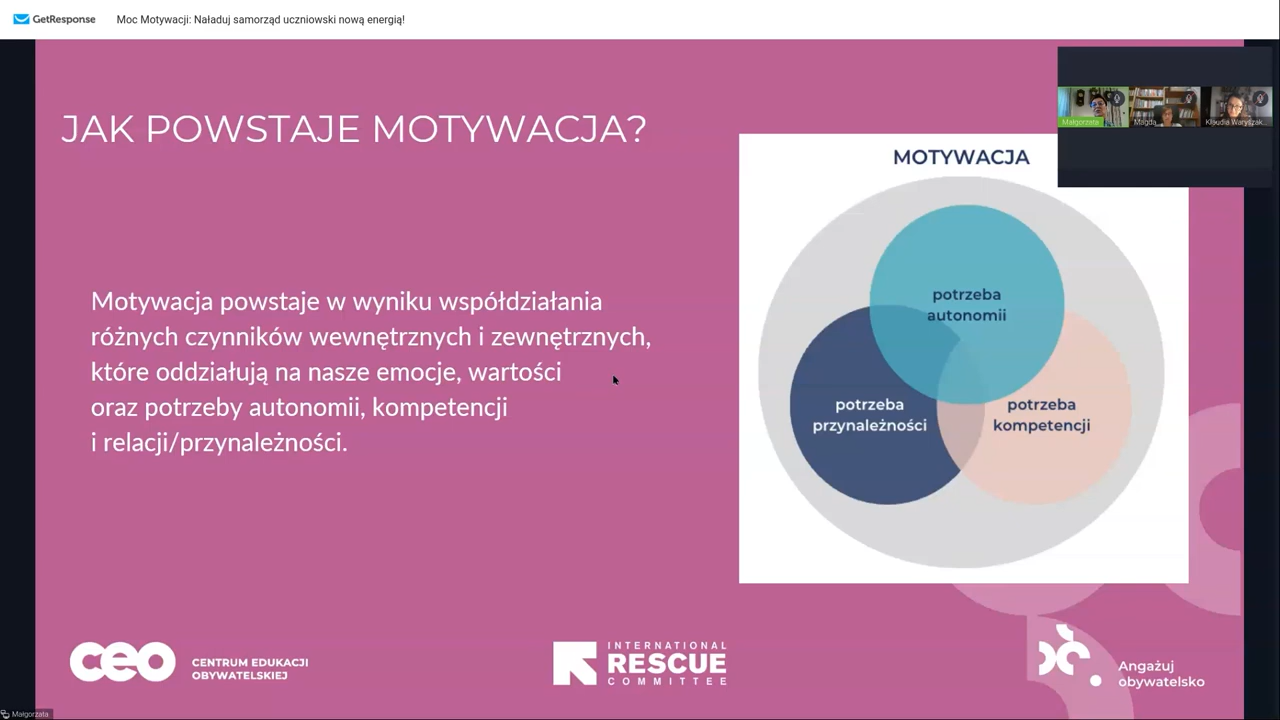 GetResponse
Moc Motywacji: Naładuj samorząd uczniowski nową energią!
JAK POWSTAJE MOTYWACJA?
Motywacja powstaje w wyniku współdziałania
różnych czynników wewnętrznych i zewnętrznych,
które oddziałują na nasze emocje, wartości
oraz potrzeby autonomii, kompetencji
i relacji/przynależności.
MOTYWACJA
potrzeba
autonomii
potrzeba
przynależności
potrzeba
kompetencji
Małgorzata
Magda
Klaudia Waryszak...
ceo
CENTRUM EDUKACJI
OBYWATELSKIEJ
INTERNATIONAL
RESCUE
COMMITTEE
Angażuj
obywatelsko
Małgorzata